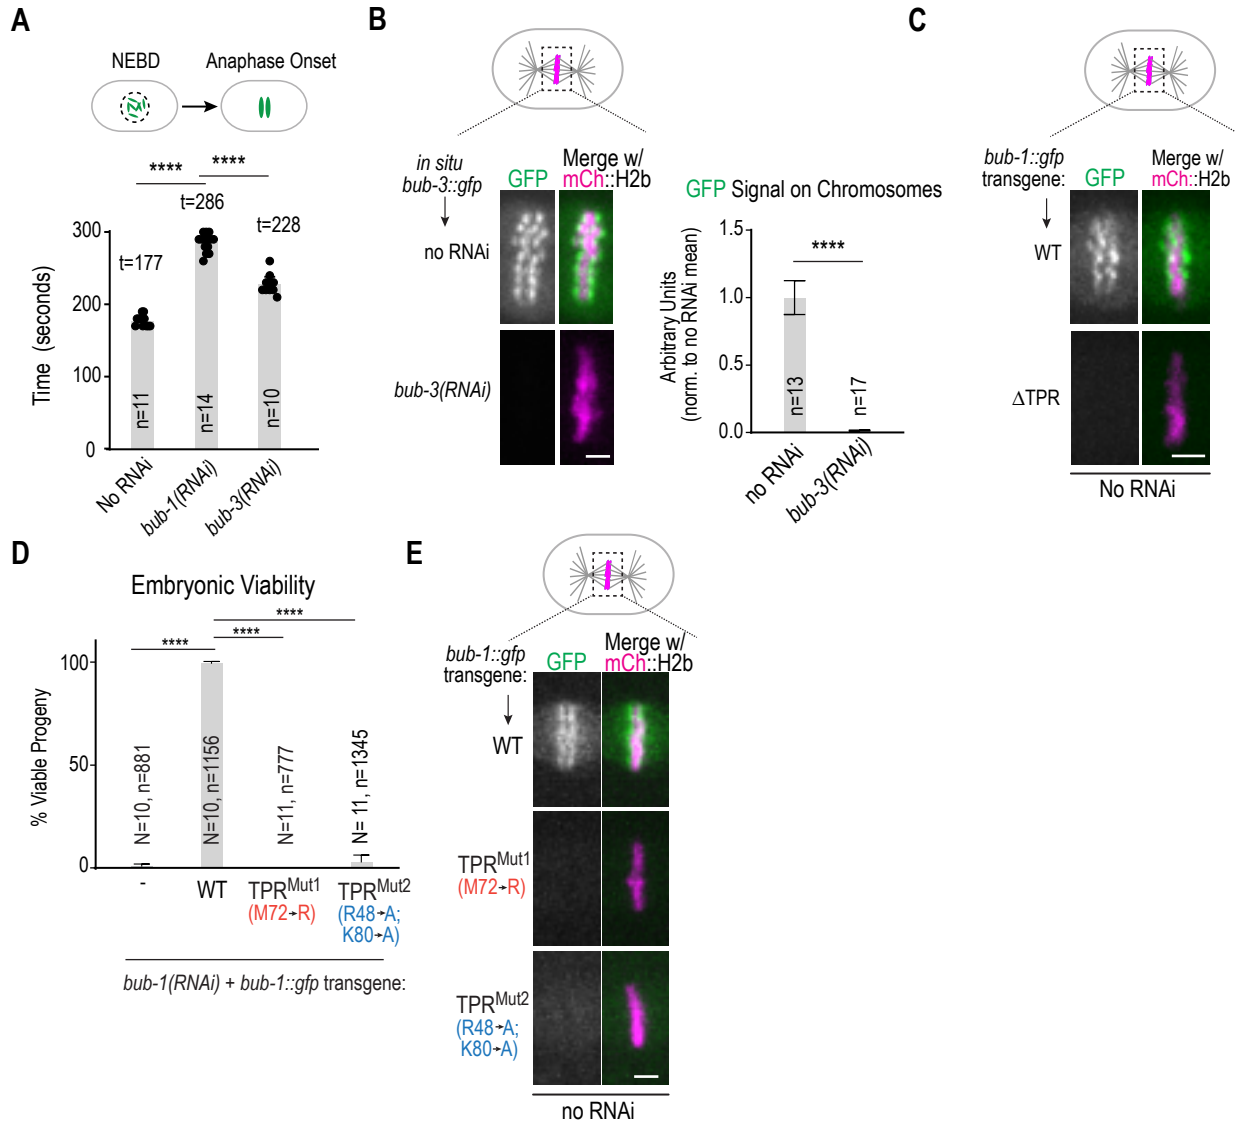 A
NEBD
Anaphase Onset
****
****
t=177
t=286
t=228
Time (seconds)
300
200
100
0
n=11
n=14
n=10
No RNAi
bub-1(RNAi)
bub-3(RNAi)
B
in situ
bub-3::gfp
GFP
Merge w/
mCh::H2b
no RNAi
bub-3(RNAi)
GFP Signal on Chromosomes
Arbitrary Units
(norm. to no RNAi mean)
1.5
1.0
0.5
0.0
****
n=13
n=17
no RNAi
bub-3(RNAi)
C
bub-1::gfp
transgene:
GFP
Merge w/
mCh::H2b
WT
ΔTPR
No RNAi
D
Embryonic Viability
****
****
****
% Viable Progeny
100
50
0
N=10, n=881
N=10, n=1156
N=11, n=777
N= 11, n=1345
-
WT
TPRMut1
(M72→R)
TPRMut2
(R48→A;
K80→A)
bub-1(RNAi) + bub-1::gfp transgene:
E
bub-1::gfp
transgene:
GFP
Merge w/
mCh::H2b
WT
TPRMut1
(M72→R)
TPRMut2
(R48→A;
K80→A)
no RNAi